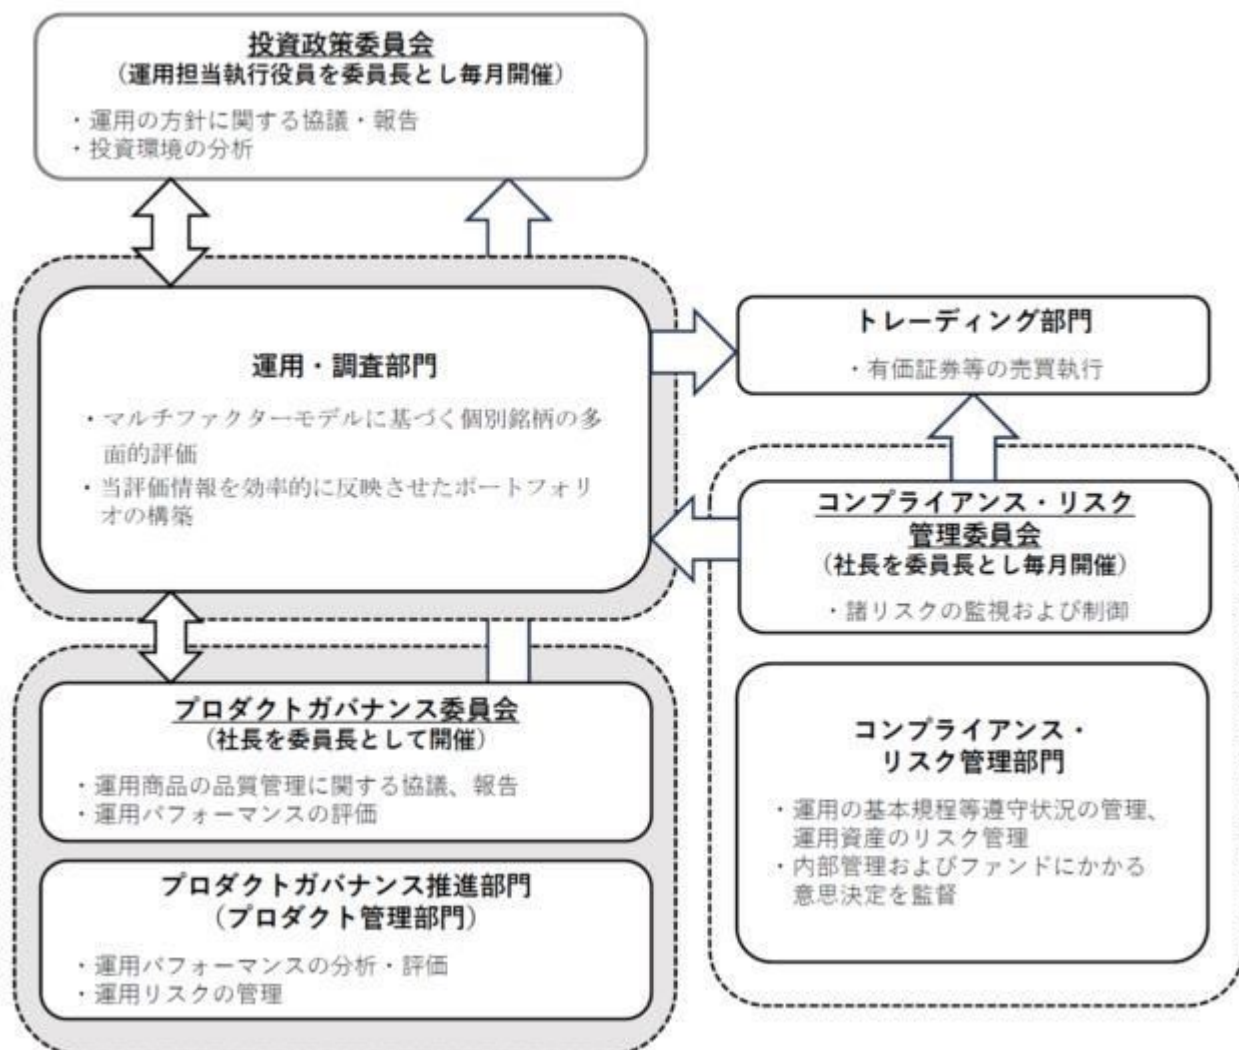 投資政策委員会
（運用担当執行役員を委員長とし毎月開催）
・運用の方針に関する協議・報告
・投資環境の分析
運用・調査部門
・マルチファクターモデルに基づく個別銘柄の多
面的評価
・当評価情報を効率的に反映させたポートフォリ
オの構築
トレーディング部門
・有価証券等の売買執行
コンプライアンス・リスク
管理委員会
（社長を委員長とし毎月開催）
・諸リスクの監視および制御
プロダクトガバナンス委員会
（社長を委員長として開催）
・運用商品の品質管理に関する協議、報告
・運用パフォーマンスの評価
コンプライアンス・
リスク管理部門
・運用の基本規程等遵守状況の管理、
運用資産のリスク管理
・内部管理およびファンドにかかる
意思決定を監督
プロダクトガバナンス推進部門
（プロダクト管理部門）
・運用パフォーマンスの分析・評価
・運用リスクの管理